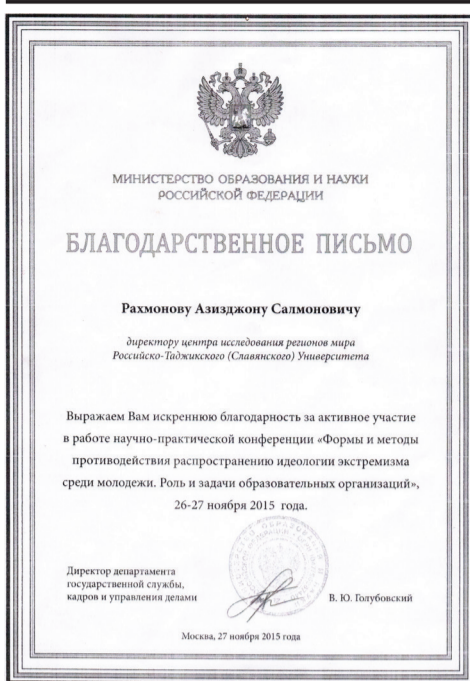 МИНИСТЕРСТВО ОБРАЗОВАНИЯ И НАУКИ
РОССИЙСКОЙ ФЕДЕРАЦИИ
БЛАГОДАРСТВЕННОЕ ПИСЬМО
Рахмонову Азизджону Салмоновичу
директору центра исследования регионов мира
Российско-Таджикского (Славянского) Университета
Выражаем Вам искреннюю благодарность за активное участие
в работе научно-практической конференции «Формы и методы
противодействия распространению идеологии экстремизма
среди молодежи. Роль и задачи образовательных организаций»,
26-27 ноября 2015 года.
Директор департамента
государственной службы,
кадров и управления делами
В. Ю. Голубовский
Москва, 27 ноября 2015 года